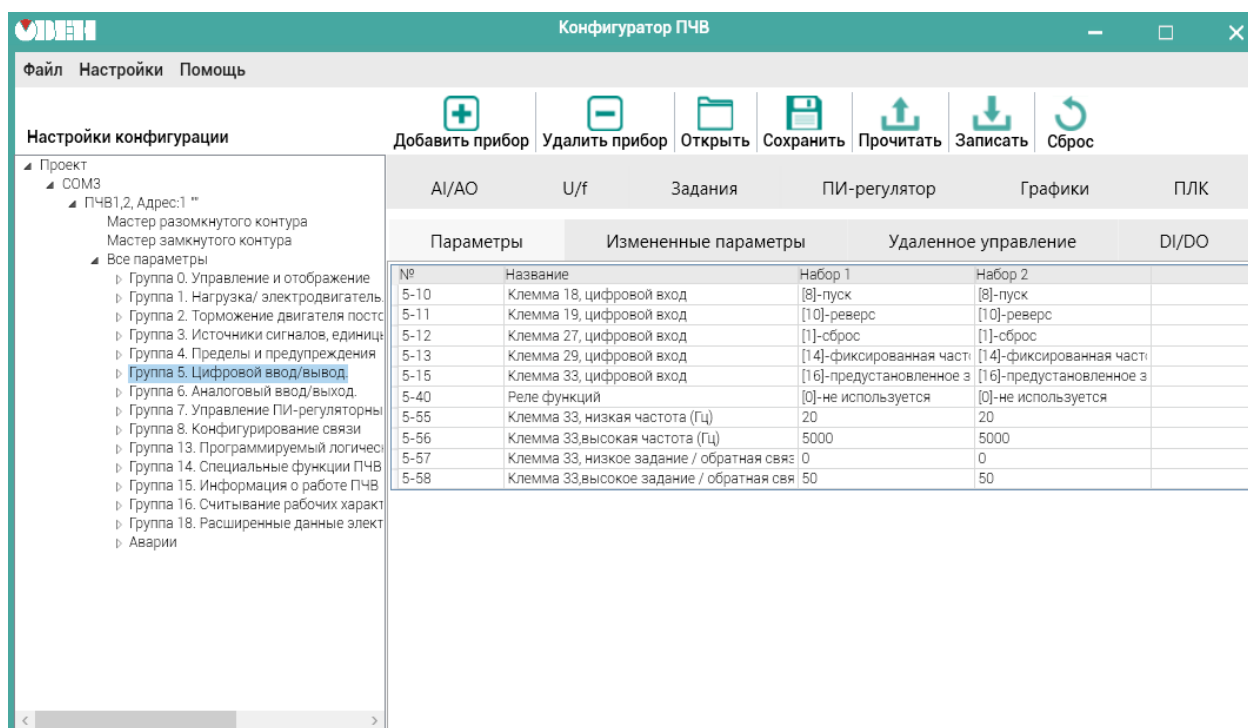 ОВЕН
Конфигуратор ПЧВ
Файл Настройки Помощь
Настройки конфигурации
Добавить прибор Удалить прибор Открыть Сохранить Прочитать Записать Сброс
Проект
COM3
ПЧВ1,2, Адрес:1 ""
Мастер разомкнутого контура
Мастер замкнутого контура
Все параметры
Группа 0. Управление и отображение
Группа 1. Нагрузка/ электродвигатель.
Группа 2. Торможение двигателя постс
Группа 3. Источники сигналов, единицы
Группа 4. Пределы и предупреждения
Группа 5. Цифровой ввод/вывод.
Группа 6. Аналоговый ввод/выход.
Группа 7. Управление ПИ-регуляторны
Группа 8. Конфигурирование связи
Группа 13. Программируемый логичес
Группа 14. Специальные функции ПЧВ
Группа 15. Информация о работе ПЧВ
Группа 16. Считывание рабочих характ
Группа 18. Расширенные данные элект
Аварии
AI/AO U/f Задания ПИ-регулятор Графики ПЛК
Параметры Измененные параметры Удаленное управление DI/DO
№ Название Набор 1 Набор 2
5-10 Клемма 18, цифровой вход [8]-пуск [8]-пуск
5-11 Клемма 19, цифровой вход [10]-реверс [10]-реверс
5-12 Клемма 27, цифровой вход [1]-сброс [1]-сброс
5-13 Клемма 29, цифровой вход [14]-фиксированная часто [14]-фиксированная часто
5-15 Клемма 33, цифровой вход [16]-предустановленное з [16]-предустановленное з
5-40 Реле функций [0]-не используется [0]-не используется
5-55 Клемма 33, низкая частота (Гц) 20 20
5-56 Клемма 33,высокая частота (Гц) 5000 5000
5-57 Клемма 33, низкое задание / обратная связ 0 0
5-58 Клемма 33,высокое задание / обратная свя 50 50